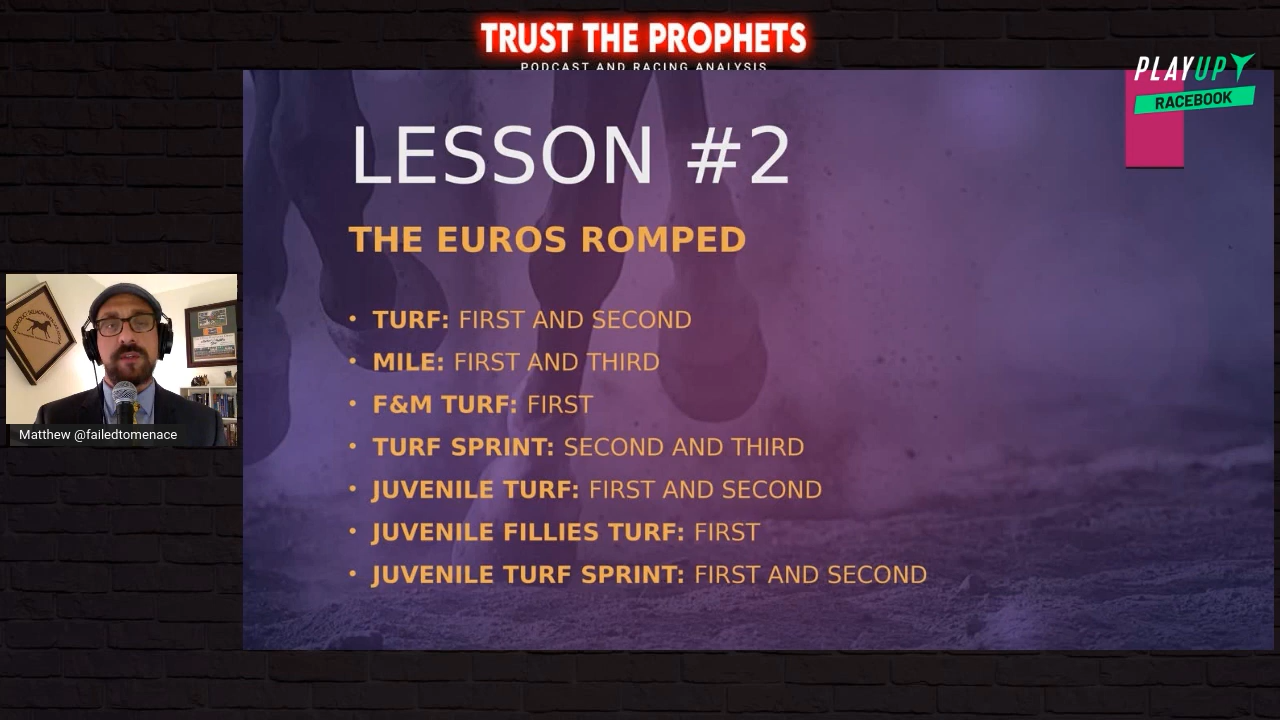 TRUST THE PROPHETS
PODCAST AND RACING ANALYSIS
PLAYUP
RACEBOOK
LESSON #2
THE EUROS ROMPED
• TURF: FIRST AND SECOND
• MILE: FIRST AND THIRD
• F&M TURF: FIRST
• TURF SPRINT: SECOND AND THIRD
• JUVENILE TURF: FIRST AND SECOND
• JUVENILE FILLIES TURF: FIRST
• JUVENILE TURF SPRINT: FIRST AND SECOND
Matthew @failedtomenace